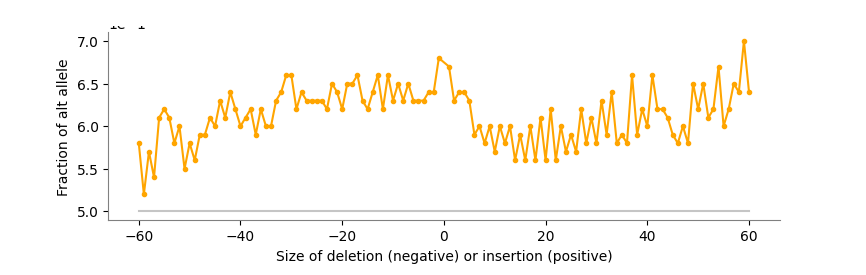 7.0
6.5
6.0
5.5
5.0
Fraction of alt allele
−60 −40 −20 0 20 40 60
Size of deletion (negative) or insertion (positive)